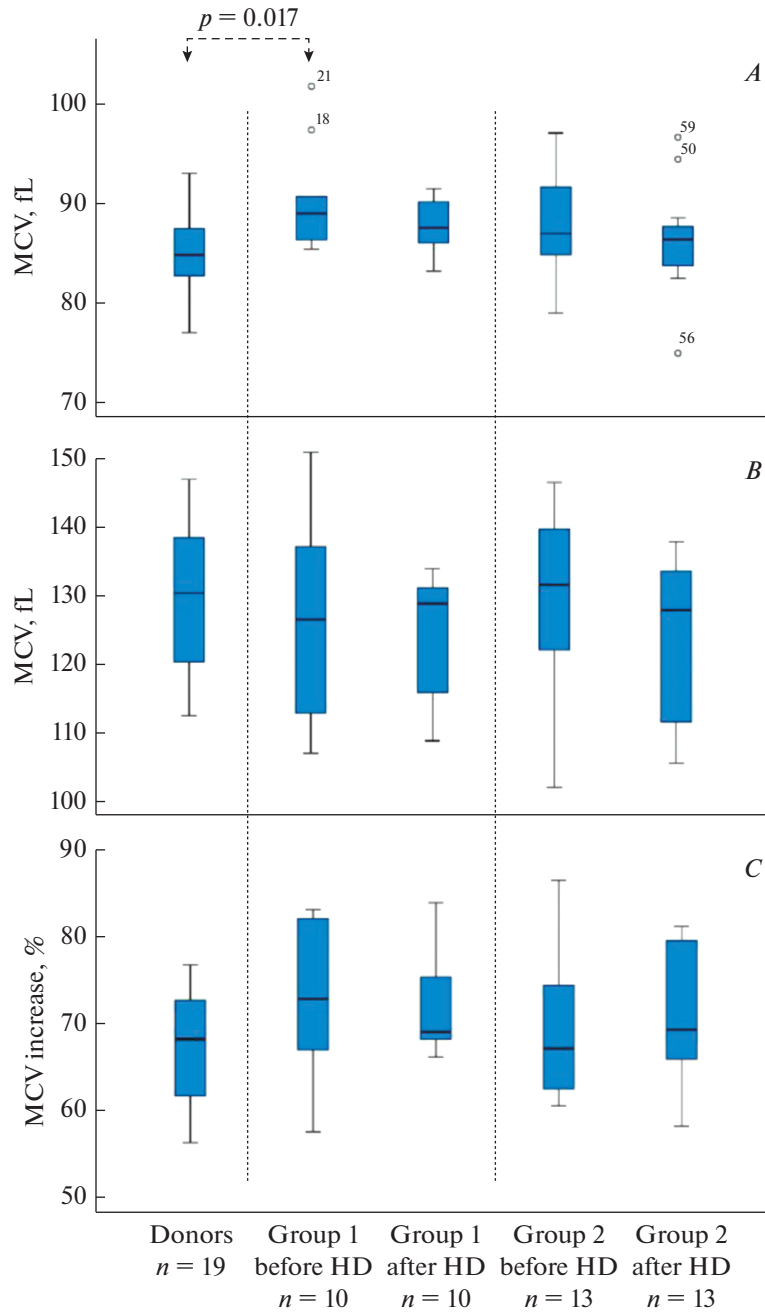 p = 0.017
A
MCV, fL
100
90
80
70
21
18
59
50
56
B
MCV, fL
150
140
130
120
110
100
C
MCV increase, %
90
80
70
60
50
Donors
n = 19
Group 1
before HD
n = 10
Group 1
after HD
n = 10
Group 2
before HD
n = 13
Group 2
after HD
n = 13